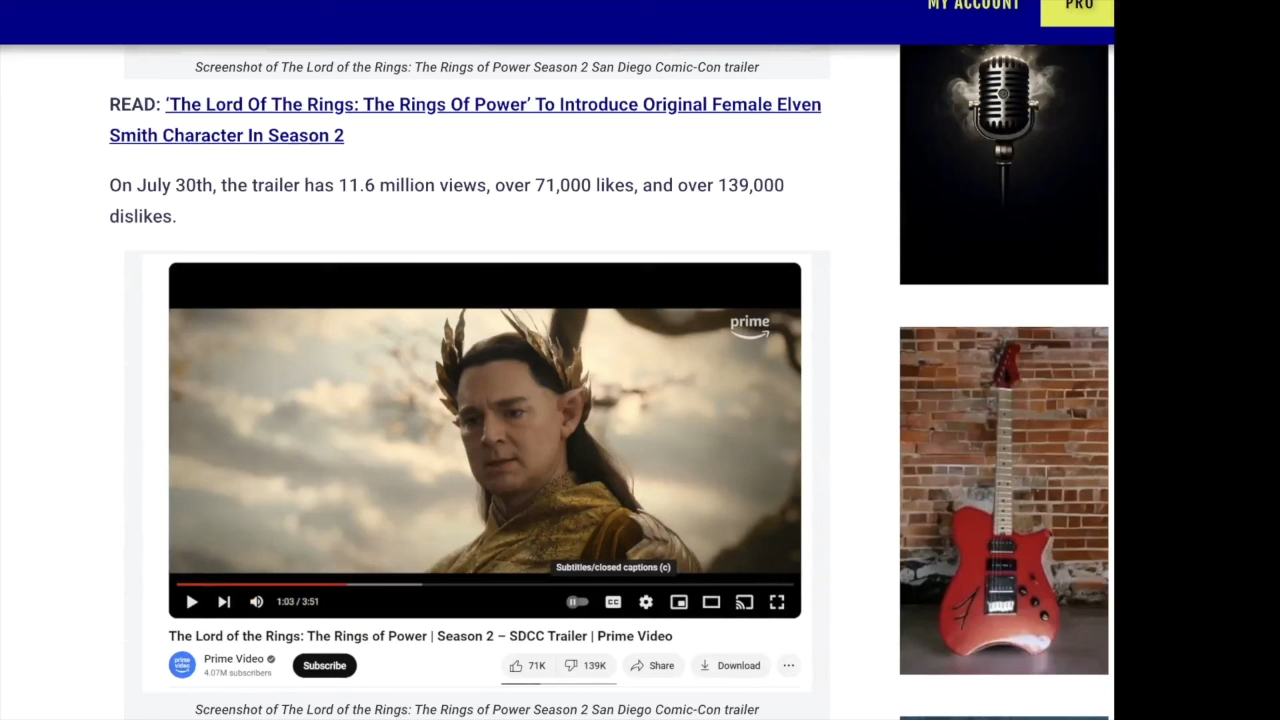 MY ACCOUNT
PRO
Screenshot of The Lord of the Rings: The Rings of Power Season 2 San Diego Comic-Con trailer
READ: ‘The Lord Of The Rings: The Rings Of Power’ To Introduce Original Female Elven
Smith Character In Season 2
On July 30th, the trailer has 11.6 million views, over 71,000 likes, and over 139,000
dislikes.
prime
Subtitles/closed captions (c)
1:03 / 3:51
CC
The Lord of the Rings: The Rings of Power | Season 2 – SDCC Trailer | Prime Video
prime video
Prime Video
4.07M subscribers
Subscribe
71K
139K
Share
Download
Screenshot of The Lord of the Rings: The Rings of Power Season 2 San Diego Comic-Con trailer